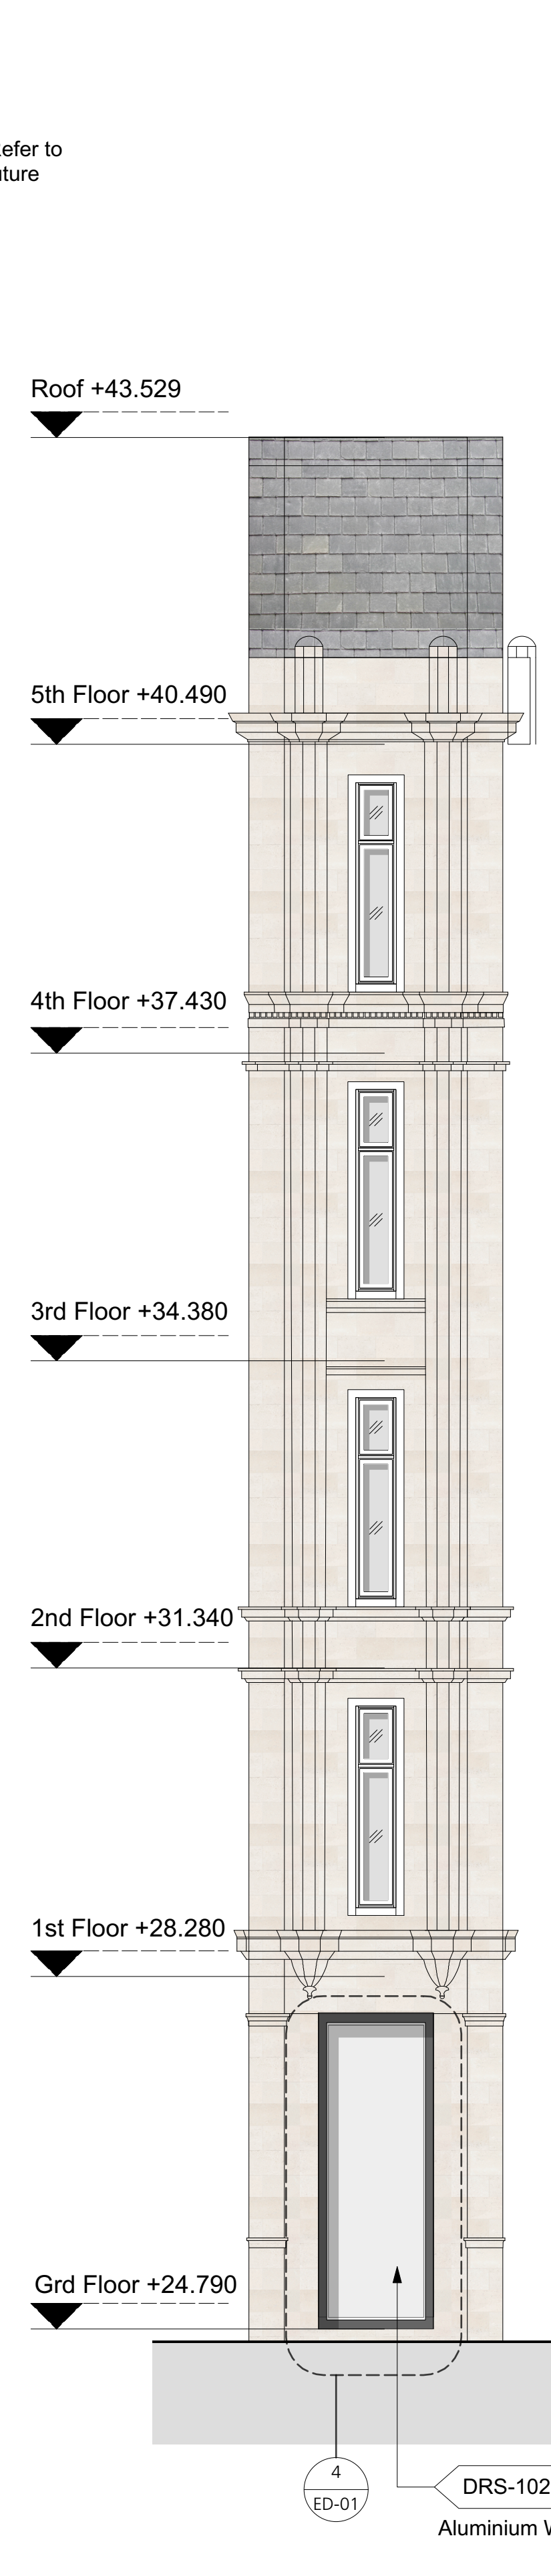 efer to
ture
Roof +43.529
5th Floor +40.490
4th Floor +37.430
3rd Floor +34.380
2nd Floor +31.340
1st Floor +28.280
Grd Floor +24.790
4
ED-01
DRS-102
Aluminium